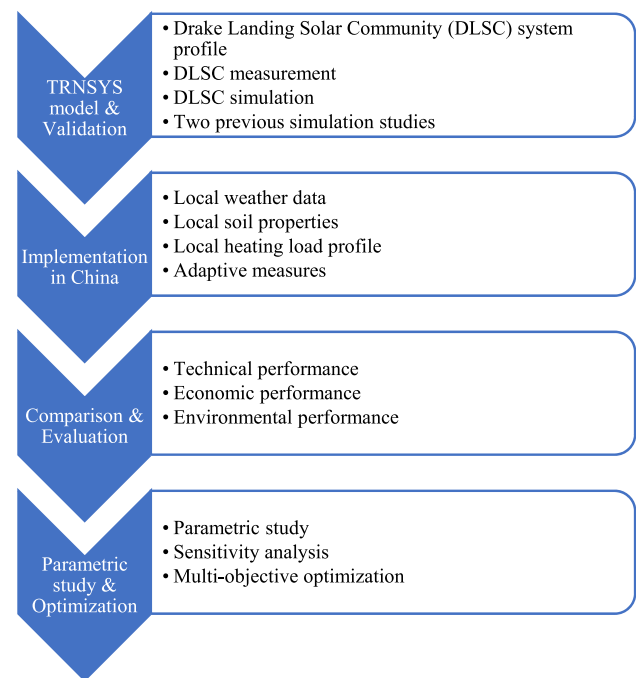 TRNSYS
model &
Validation
• Drake Landing Solar Community (DLSC) system
profile
• DLSC measurement
• DLSC simulation
• Two previous simulation studies
Implementation
in China
• Local weather data
• Local soil properties
• Local heating load profile
• Adaptive measures
Comparison &
Evaluation
• Technical performance
• Economic performance
• Environmental performance
Parametric
study &
Optimization
• Parametric study
• Sensitivity analysis
• Multi-objective optimization